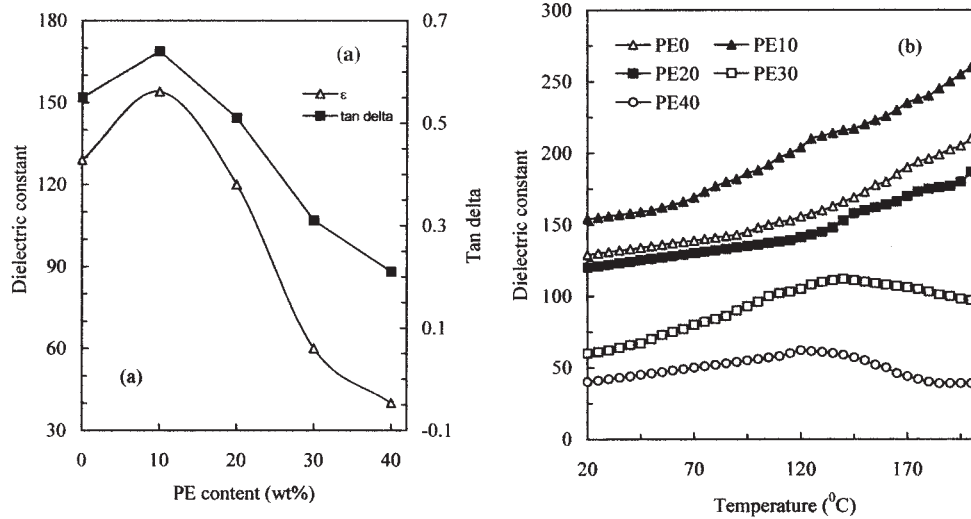 Dielectric constant
180
150
120
90
60
30
0
10
20
30
40
PE content (wt%)
0.7
0.5
0.3
0.1
-0.1
Tan delta
(a)
ε
tan delta
(a)
Dielectric constant
300
250
200
150
100
50
0
20
70
120
170
Temperature (⁰C)
PE0 PE10 (b)
PE20 PE30
PE40